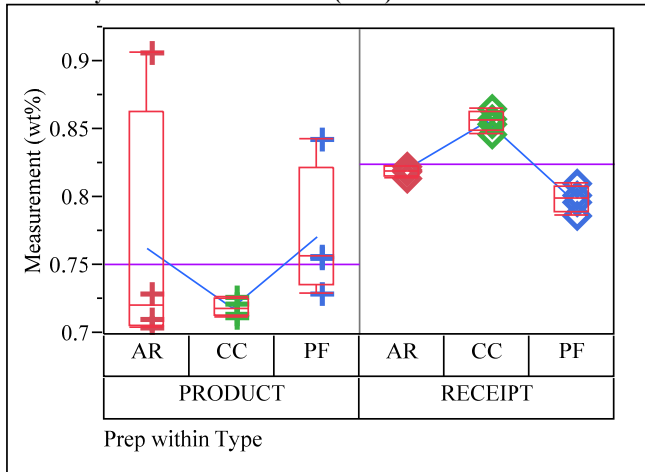 Measurement (wt%)
0.9
0.85
0.8
0.75
0.7
AR CC PF AR CC PF
PRODUCT RECEIPT
Prep within Type